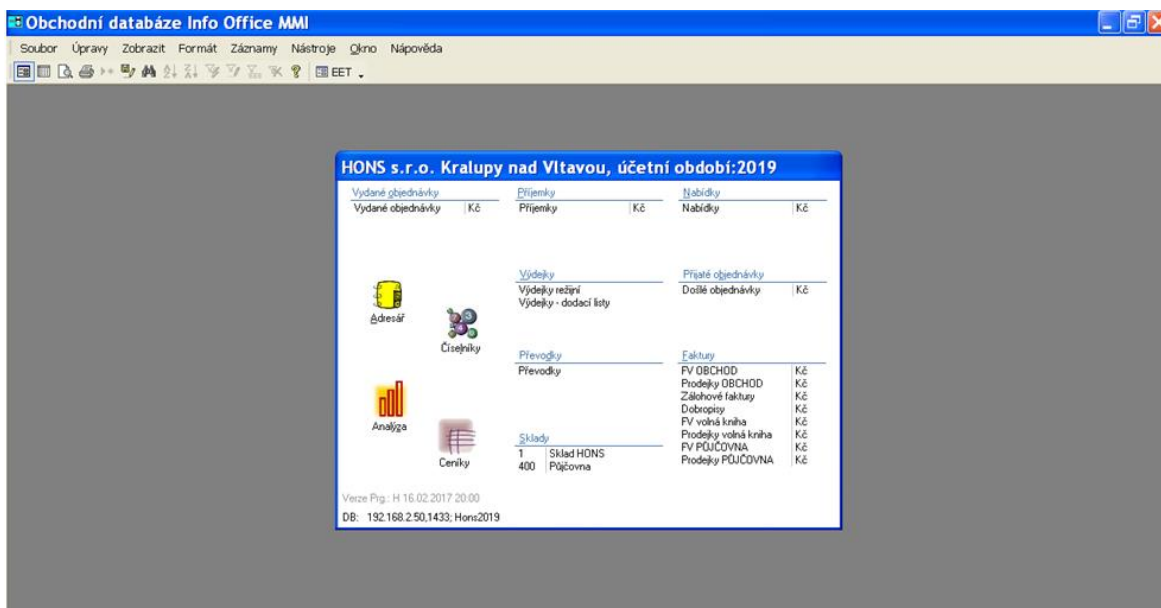 Obchodní databáze Info Office MMI
Soubor Úpravy Zobrazit Formát Záznamy Nástroje Okno Nápověda
EET
HONS s.r.o. Kralupy nad Vltavou, účetní období:2019
Vydané objednávky
Vydané objednávky Kč
Příjemky
Příjemky Kč
Nabídky
Nabídky Kč
Výdejky
Výdejky režijní
Výdejky - dodací listy
Přijaté objednávky
Došlé objednávky Kč
Adresář
Číselníky
Převodky
Převodky
Faktury
FV OBCHOD Kč
Prodejky OBCHOD Kč
Zálohové faktury Kč
Dobropisy Kč
FV volná kniha Kč
Prodejky volná kniha Kč
FV PŮJČOVNA Kč
Prodejky PŮJČOVNA Kč
Analýza
Ceníky
Sklady
1 Sklad HONS
400 Půjčovna
Verze Prg.: H 16.02.2017 20:00
DB: 192.168.2.50,1433; Hons2019